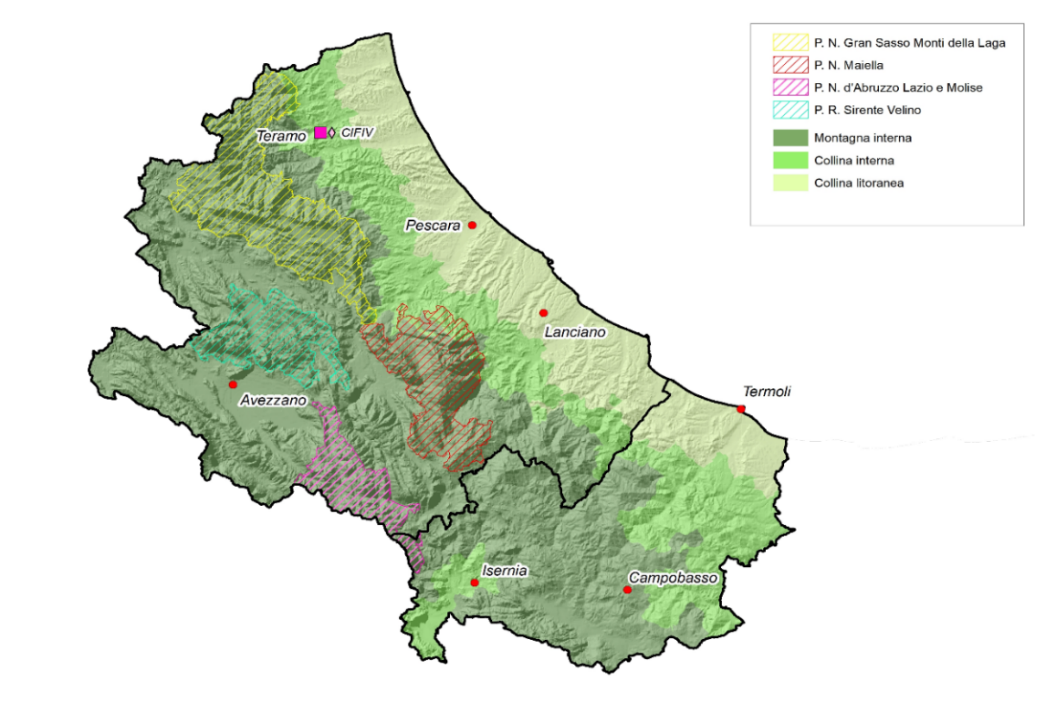 P. N. Gran Sasso Monti della Laga
P. N. Maiella
P. N. d'Abruzzo Lazio e Molise
P. R. Sirente Velino
Montagna interna
Collina interna
Collina litoranea
Teramo
CIFIV
Pescara
Lanciano
Termoli
Avezzano
Isernia
Campobasso